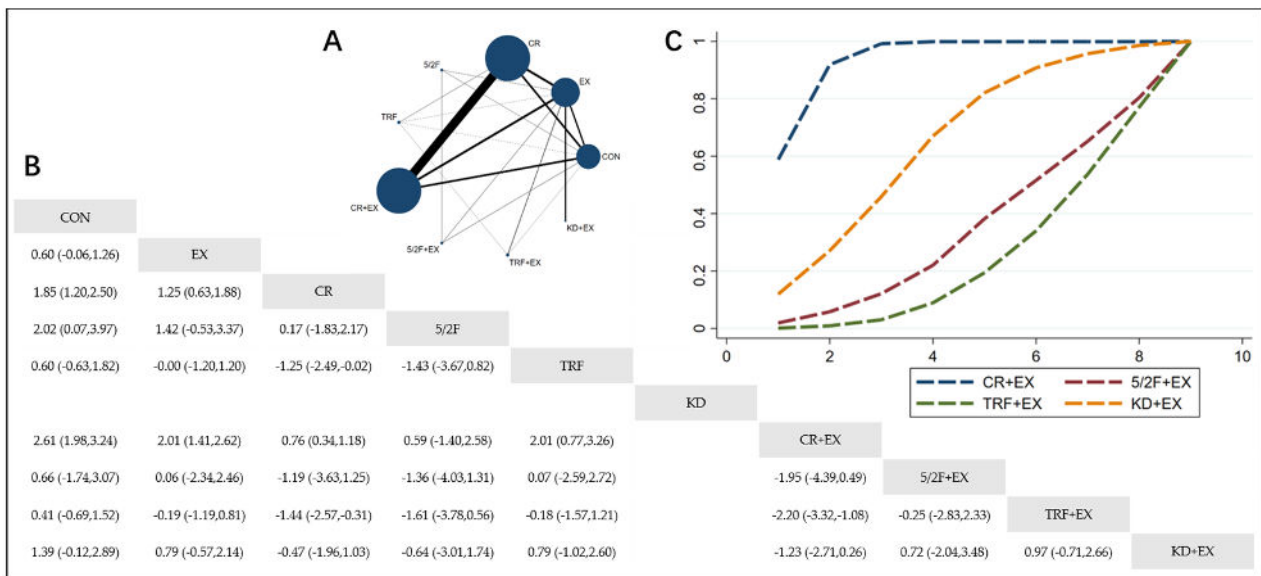 A
CR
5/2F
EX
TRF
CON
CR+EX
KD+EX
5/2F+EX
TRF+EX
C
1
0.8
0.6
0.4
0.2
0
0 2 4 6 8 10
CR+EX 5/2F+EX
TRF+EX KD+EX
B
CON
0.60 (-0.06,1.26) EX
1.85 (1.20,2.50) 1.25 (0.63,1.88) CR
2.02 (0.07,3.97) 1.42 (-0.53,3.37) 0.17 (-1.83,2.17) 5/2F
0.60 (-0.63,1.82) -0.00 (-1.20,1.20) -1.25 (-2.49,-0.02) -1.43 (-3.67,0.82) TRF
KD
2.61 (1.98,3.24) 2.01 (1.41,2.62) 0.76 (0.34,1.18) 0.59 (-1.40,2.58) 2.01 (0.77,3.26) CR+EX
0.66 (-1.74,3.07) 0.06 (-2.34,2.46) -1.19 (-3.63,1.25) -1.36 (-4.03,1.31) 0.07 (-2.59,2.72) -1.95 (-4.39,0.49) 5/2F+EX
0.41 (-0.69,1.52) -0.19 (-1.19,0.81) -1.44 (-2.57,-0.31) -1.61 (-3.78,0.56) -0.18 (-1.57,1.21) -2.20 (-3.32,-1.08) -0.25 (-2.83,2.33) TRF+EX
1.39 (-0.12,2.89) 0.79 (-0.57,2.14) -0.47 (-1.96,1.03) -0.64 (-3.01,1.74) 0.79 (-1.02,2.60) -1.23 (-2.71,0.26) 0.72 (-2.04,3.48) 0.97 (-0.71,2.66) KD+EX